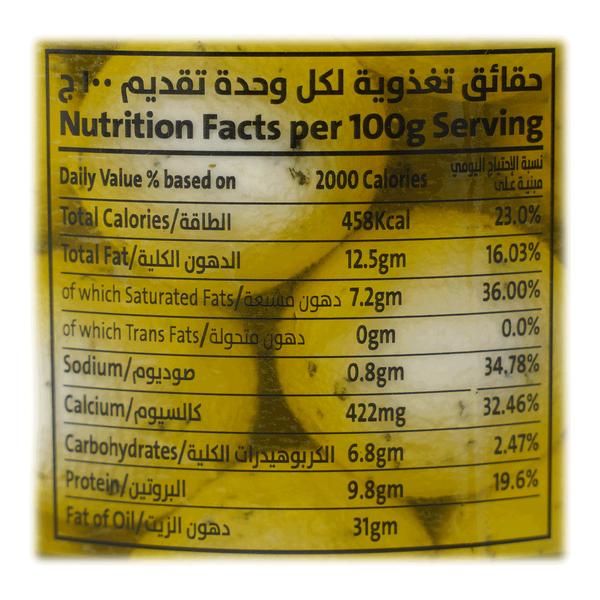 حقائق تغذوية لكل وحدة تقديم ١٠٠ج
Nutrition Facts per 100g Serving
Daily Value % based on 2000 Calories نسبة الإحتياج اليومي مبنية على
Total Calories/الطاقة 458Kcal 23.0%
Total Fat/الدهون الكلية 12.5gm 16.03%
of which Saturated Fats/دهون مشبعة 7.2gm 36.00%
of which Trans Fats/دهون متحولة 0gm 0.0%
Sodium/صوديوم 0.8gm 34.78%
Calcium/كالسيوم 422mg 32.46%
Carbohydrates/الكربوهيدرات الكلية 6.8gm 2.47%
Protein/البروتين 9.8gm 19.6%
Fat of Oil/دهون الزيت 31gm